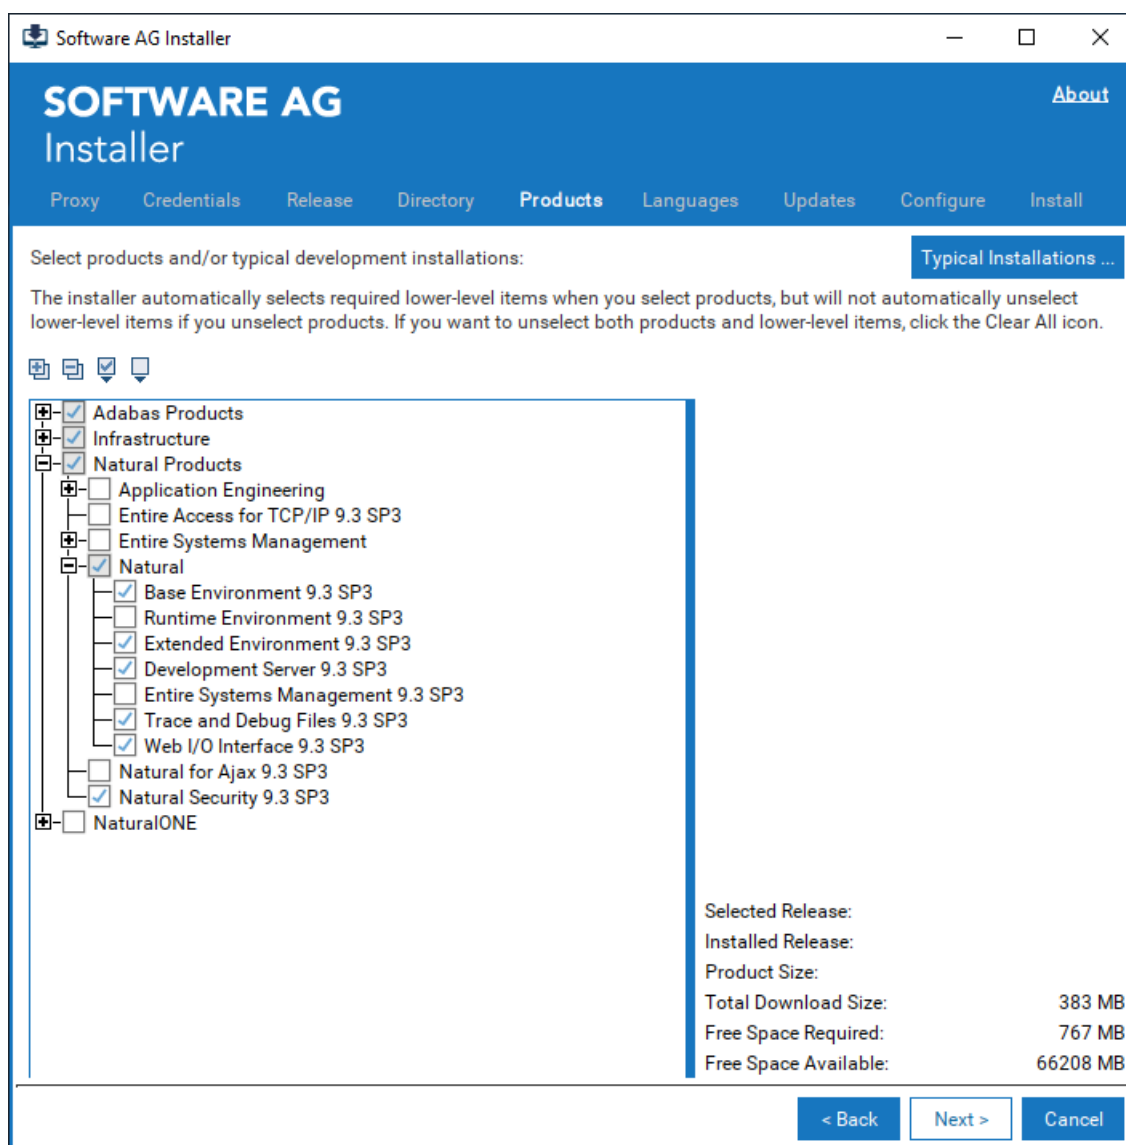 Software AG Installer
SOFTWARE AG
About
Installer
Proxy Credentials Release Directory Products Languages Updates Configure Install
Select products and/or typical development installations:
Typical Installations ...
The installer automatically selects required lower-level items when you select products, but will not automatically unselect
lower-level items if you unselect products. If you want to unselect both products and lower-level items, click the Clear All icon.
Adabas Products
Infrastructure
Natural Products
Application Engineering
Entire Access for TCP/IP 9.3 SP3
Entire Systems Management
Natural
Base Environment 9.3 SP3
Runtime Environment 9.3 SP3
Extended Environment 9.3 SP3
Development Server 9.3 SP3
Entire Systems Management 9.3 SP3
Trace and Debug Files 9.3 SP3
Web I/O Interface 9.3 SP3
Natural for Ajax 9.3 SP3
Natural Security 9.3 SP3
NaturalONE
Selected Release:
Installed Release:
Product Size:
Total Download Size: 383 MB
Free Space Required: 767 MB
Free Space Available: 66208 MB
< Back Next > Cancel